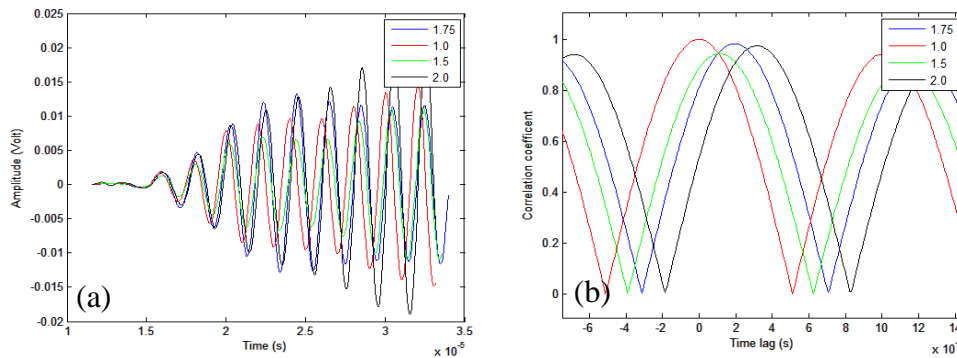 0.025
0.02
0.015
0.01
0.005
0
-0.005
-0.01
-0.015
-0.02
Amplitude (Volt)
1.75
1.0
1.5
2.0
(a)
1 1.5 2 2.5 3 3.5
Time (s)
x 10-5
1
0.8
0.6
0.4
0.2
0
Correlation coefficent
1.75
1.0
1.5
2.0
(b)
-6 -4 -2 0 2 4 6 8 10 12 14
Time lag (s)
x 10-